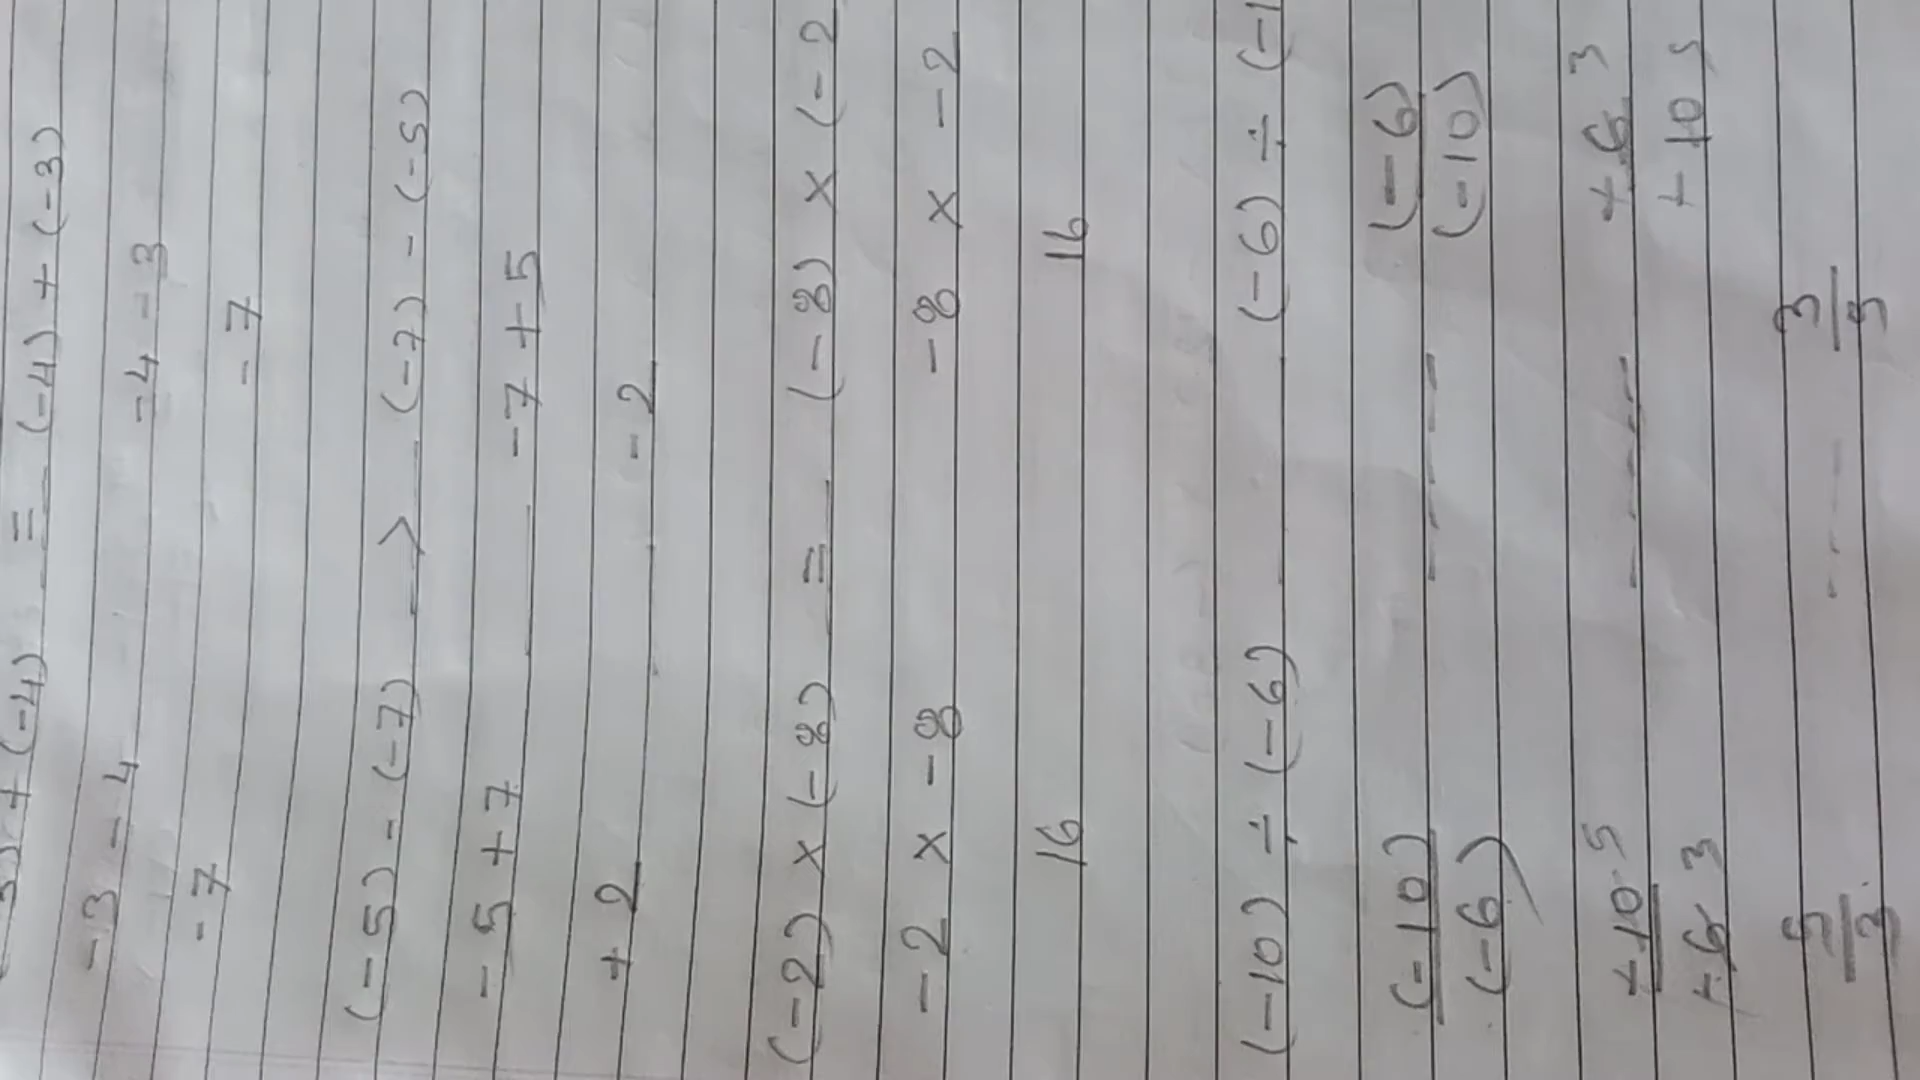 (-3) + (-4) = (-4) + (-3)
-3 - 4 -4 - 3
-7 -7
(-5) - (-7) -> (-7) - (-5)
-5 + 7 -7 + 5
+2 -2
(-2) × (-8) = (-8) × (-2
-2 × -8 -8 × -2
16 16
(-10) ÷ (-6) (-6) ÷ (-1
(-10) ----- (-6)
(-6) (-10)
+10 5 ----- +6 3
+6 3 +10 5
5 ---- 3
3 5